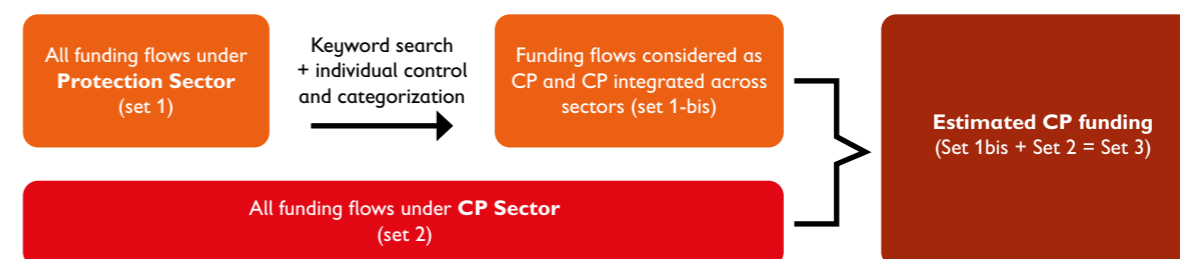 All funding flows under
Protection Sector
(set 1)
Keyword search
+ individual control
and categorization
Funding flows considered as
CP and CP integrated across
sectors (set 1-bis)
Estimated CP funding
(Set 1bis + Set 2 = Set 3)
All funding flows under CP Sector
(set 2)